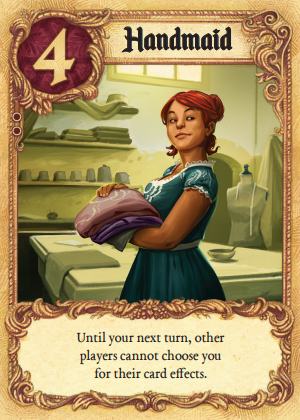 4
Handmaid
Until your next turn, other
players cannot choose you
for their card effects.